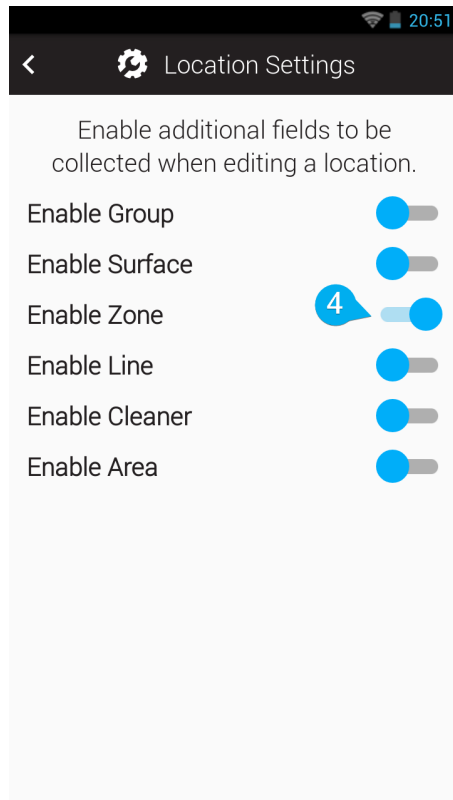 20:51
Location Settings
Enable additional fields to be
collected when editing a location.
Enable Group
Enable Surface
Enable Zone
4
Enable Line
Enable Cleaner
Enable Area